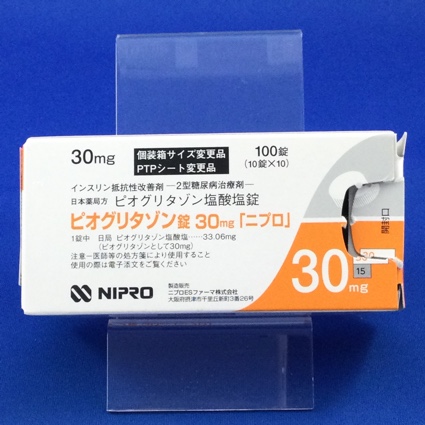 30mg
個装箱サイズ変更品
PTPシート変更品
100錠
(10錠×10)
インスリン抵抗性改善剤 ―2型糖尿病治療剤―
日本薬局方 ピオグリタゾン塩酸塩錠
ピオグリタゾン錠 30mg「ニプロ」
1錠中 日局 ピオグリタゾン塩酸塩……33.06mg
(ピオグリタゾンとして30mg)
注意―医師等の処方箋により使用すること
使用の際は電子添文をご覧ください
NIPRO
製造販売
ニプロESファーマ株式会社
大阪府摂津市千里丘新町3番26号
開封口
15
30
mg